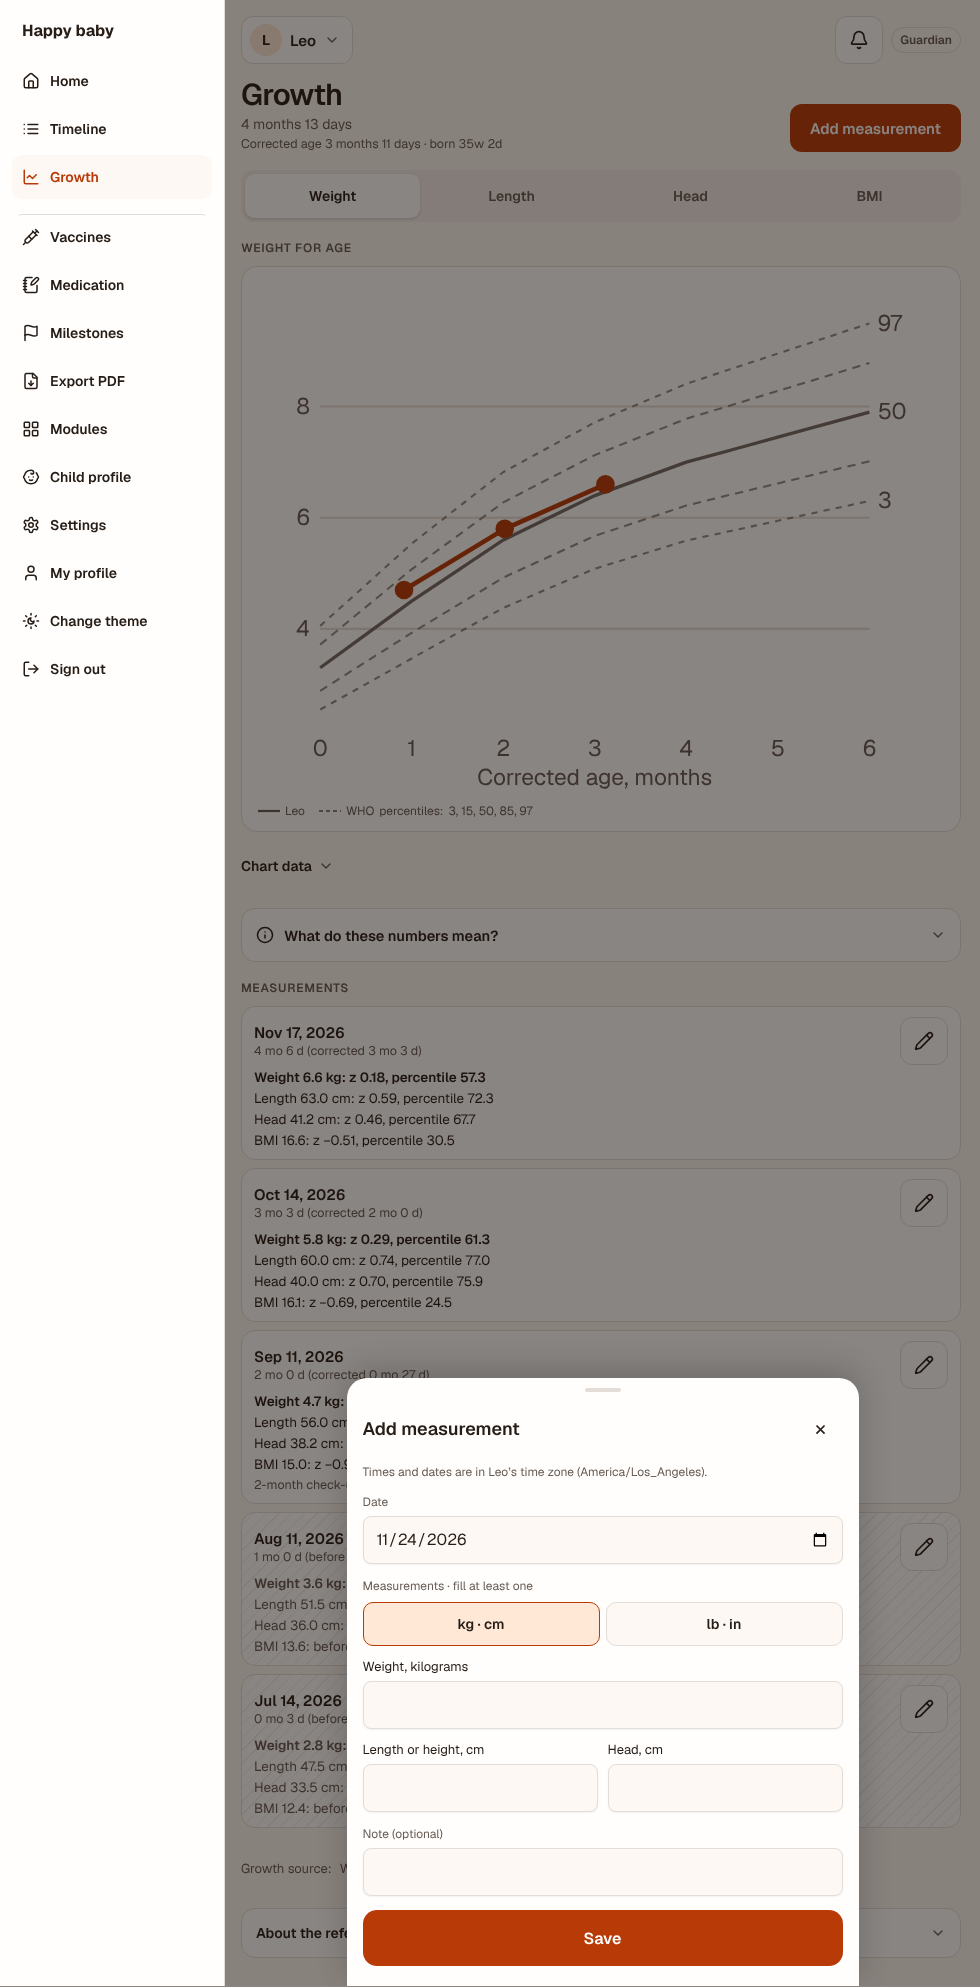 Happy baby
Home
Timeline
Growth
Vaccines
Medication
Milestones
Export PDF
Modules
Child profile
Settings
My profile
Change theme
Sign out
L Leo
Guardian
Growth
4 months 13 days
Corrected age 3 months 11 days · born 35w 2d
Add measurement
Weight Length Head BMI
WEIGHT FOR AGE
97
8
50
6
3
4
0 1 2 3 4 5 6
Corrected age, months
Leo WHO percentiles: 3, 15, 50, 85, 97
Chart data
What do these numbers mean?
MEASUREMENTS
Nov 17, 2026
4 mo 6 d (corrected 3 mo 3 d)
Weight 6.6 kg: z 0.18, percentile 57.3
Length 63.0 cm: z 0.59, percentile 72.3
Head 41.2 cm: z 0.46, percentile 67.7
BMI 16.6: z −0.51, percentile 30.5
Oct 14, 2026
3 mo 3 d (corrected 2 mo 0 d)
Weight 5.8 kg: z 0.29, percentile 61.3
Length 60.0 cm: z 0.74, percentile 77.0
Head 40.0 cm: z 0.70, percentile 75.9
BMI 16.1: z −0.69, percentile 24.5
Sep 11, 2026
2 mo 0 d (corrected 0 mo 27 d)
Weight 4.7 kg:
Length 56.0 cm
Head 38.2 cm:
BMI 15.0: z −0.9
2-month check-
Aug 11, 2026
1 mo 0 d (before
Weight 3.6 kg:
Length 51.5 cm
Head 36.0 cm:
BMI 13.6: before
Jul 14, 2026
0 mo 3 d (before
Weight 2.8 kg:
Length 47.5 cm
Head 33.5 cm:
BMI 12.4: before
Growth source:
About the refe
Add measurement
Times and dates are in Leo's time zone (America/Los_Angeles).
Date
11/24/2026
Measurements · fill at least one
kg · cm lb · in
Weight, kilograms
Length or height, cm Head, cm
Note (optional)
Save